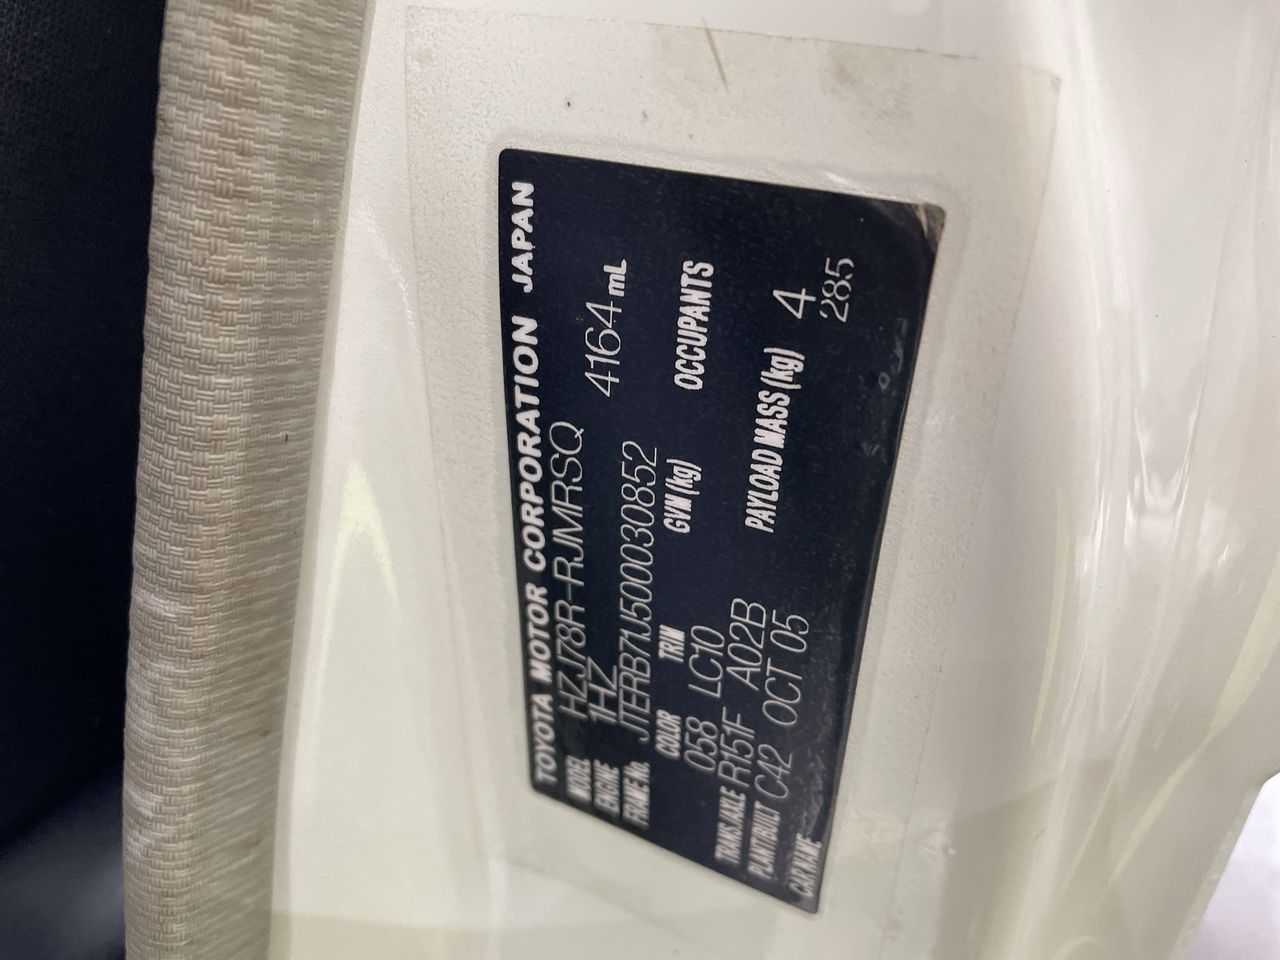 TOYOTA MOTOR CORPORATION JAPAN
MODEL HZJ78R-RJMRSQ
ENGINE 1HZ 4164 mL
FRAME No. JTERB71J500030852
COLOR TRIM GVM (kg) OCCUPANTS
058 LC10
TRANS/AXLE R151F A02B PAYLOAD MASS (kg) 4
PLANT/BUILT C42 OCT 05 285
CAR NAME